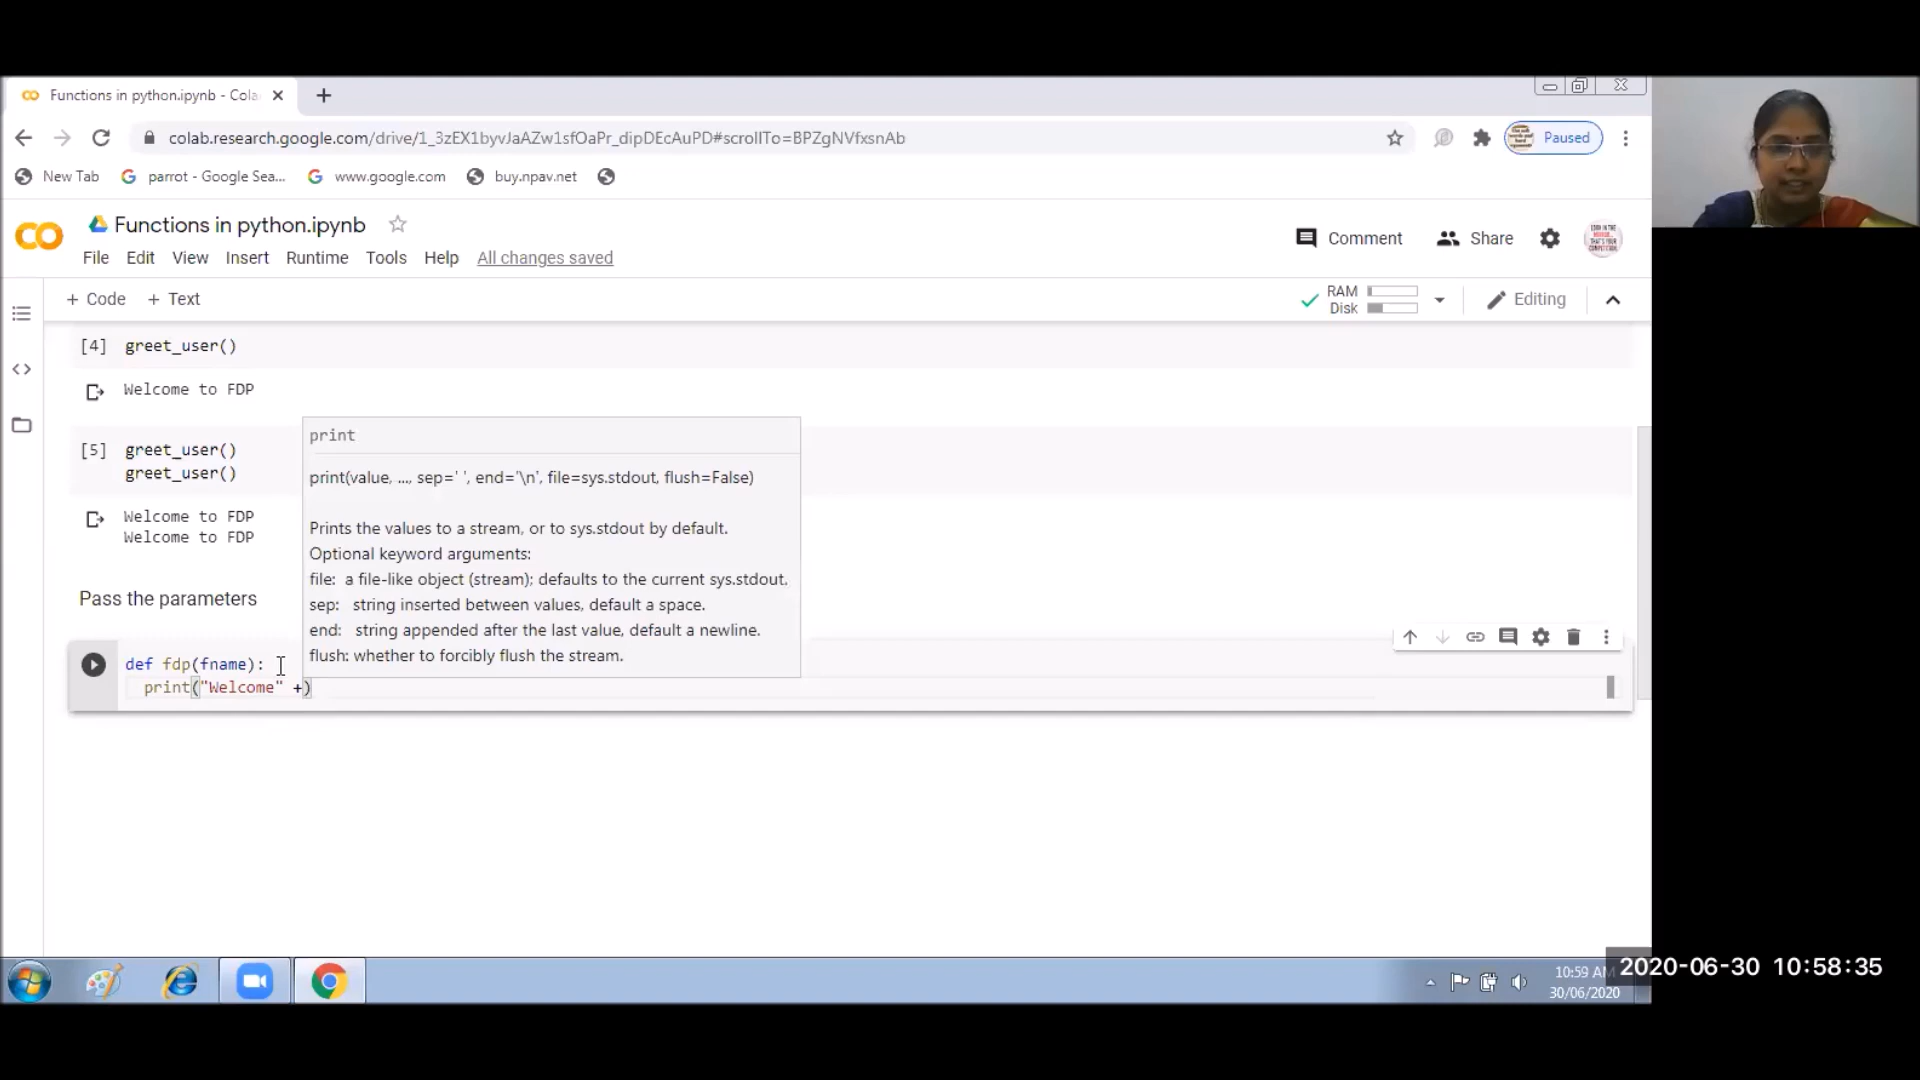 Functions in python.ipynb - Cola
colab.research.google.com/drive/1_3zEX1byvJaAZw1sfOaPr_dipDEcAuPD#scrollTo=BPZgNVfxsnAb
Paused
New Tab
parrot - Google Sea...
www.google.com
buy.npav.net
CO
Functions in python.ipynb
Comment
Share
File Edit View Insert Runtime Tools Help All changes saved
+ Code + Text
RAM
Disk
Editing
[4] greet_user()
Welcome to FDP
[5] greet_user()
greet_user()
Welcome to FDP
Welcome to FDP
print
print(value, ..., sep=' ', end='\n', file=sys.stdout, flush=False)
Prints the values to a stream, or to sys.stdout by default.
Optional keyword arguments:
file: a file-like object (stream); defaults to the current sys.stdout.
sep: string inserted between values, default a space.
end: string appended after the last value, default a newline.
flush: whether to forcibly flush the stream.
Pass the parameters
def fdp(fname):
print("Welcome" +)
10:59 AM
30/06/2020
2020-06-30 10:58:35